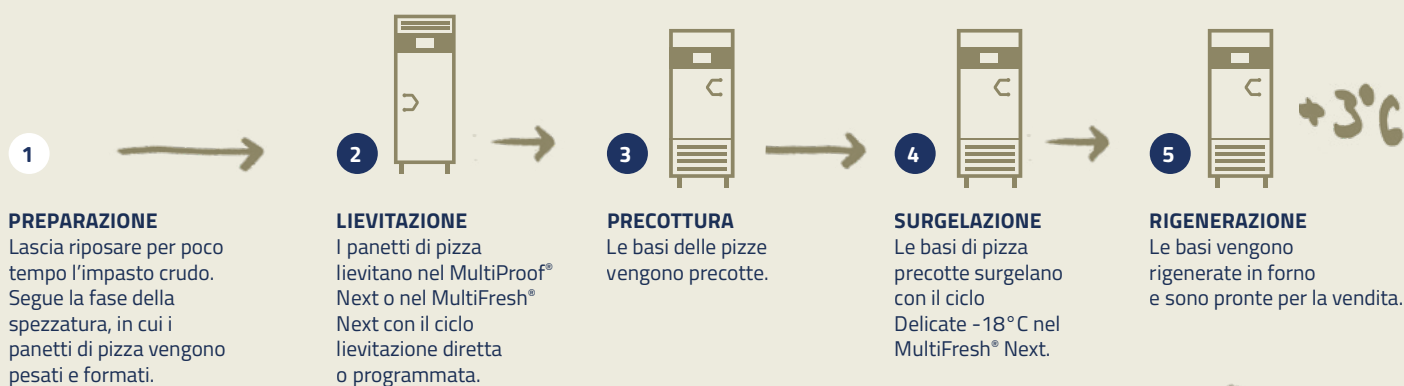 1
2
3
4
5
+3°C
PREPARAZIONE
Lascia riposare per poco
tempo l’impasto crudo.
Segue la fase della
spezzatura, in cui i
panetti di pizza vengono
pesati e formati.
LIEVITAZIONE
I panetti di pizza
lievitano nel MultiProof®
Next o nel MultiFresh®
Next con il ciclo
lievitazione diretta
o programmata.
PRECOTTURA
Le basi delle pizze
vengono precotte.
SURGELAZIONE
Le basi di pizza
precotte surgelano
con il ciclo
Delicate -18°C nel
MultiFresh® Next.
RIGENERAZIONE
Le basi vengono
rigenerate in forno
e sono pronte per la vendita.